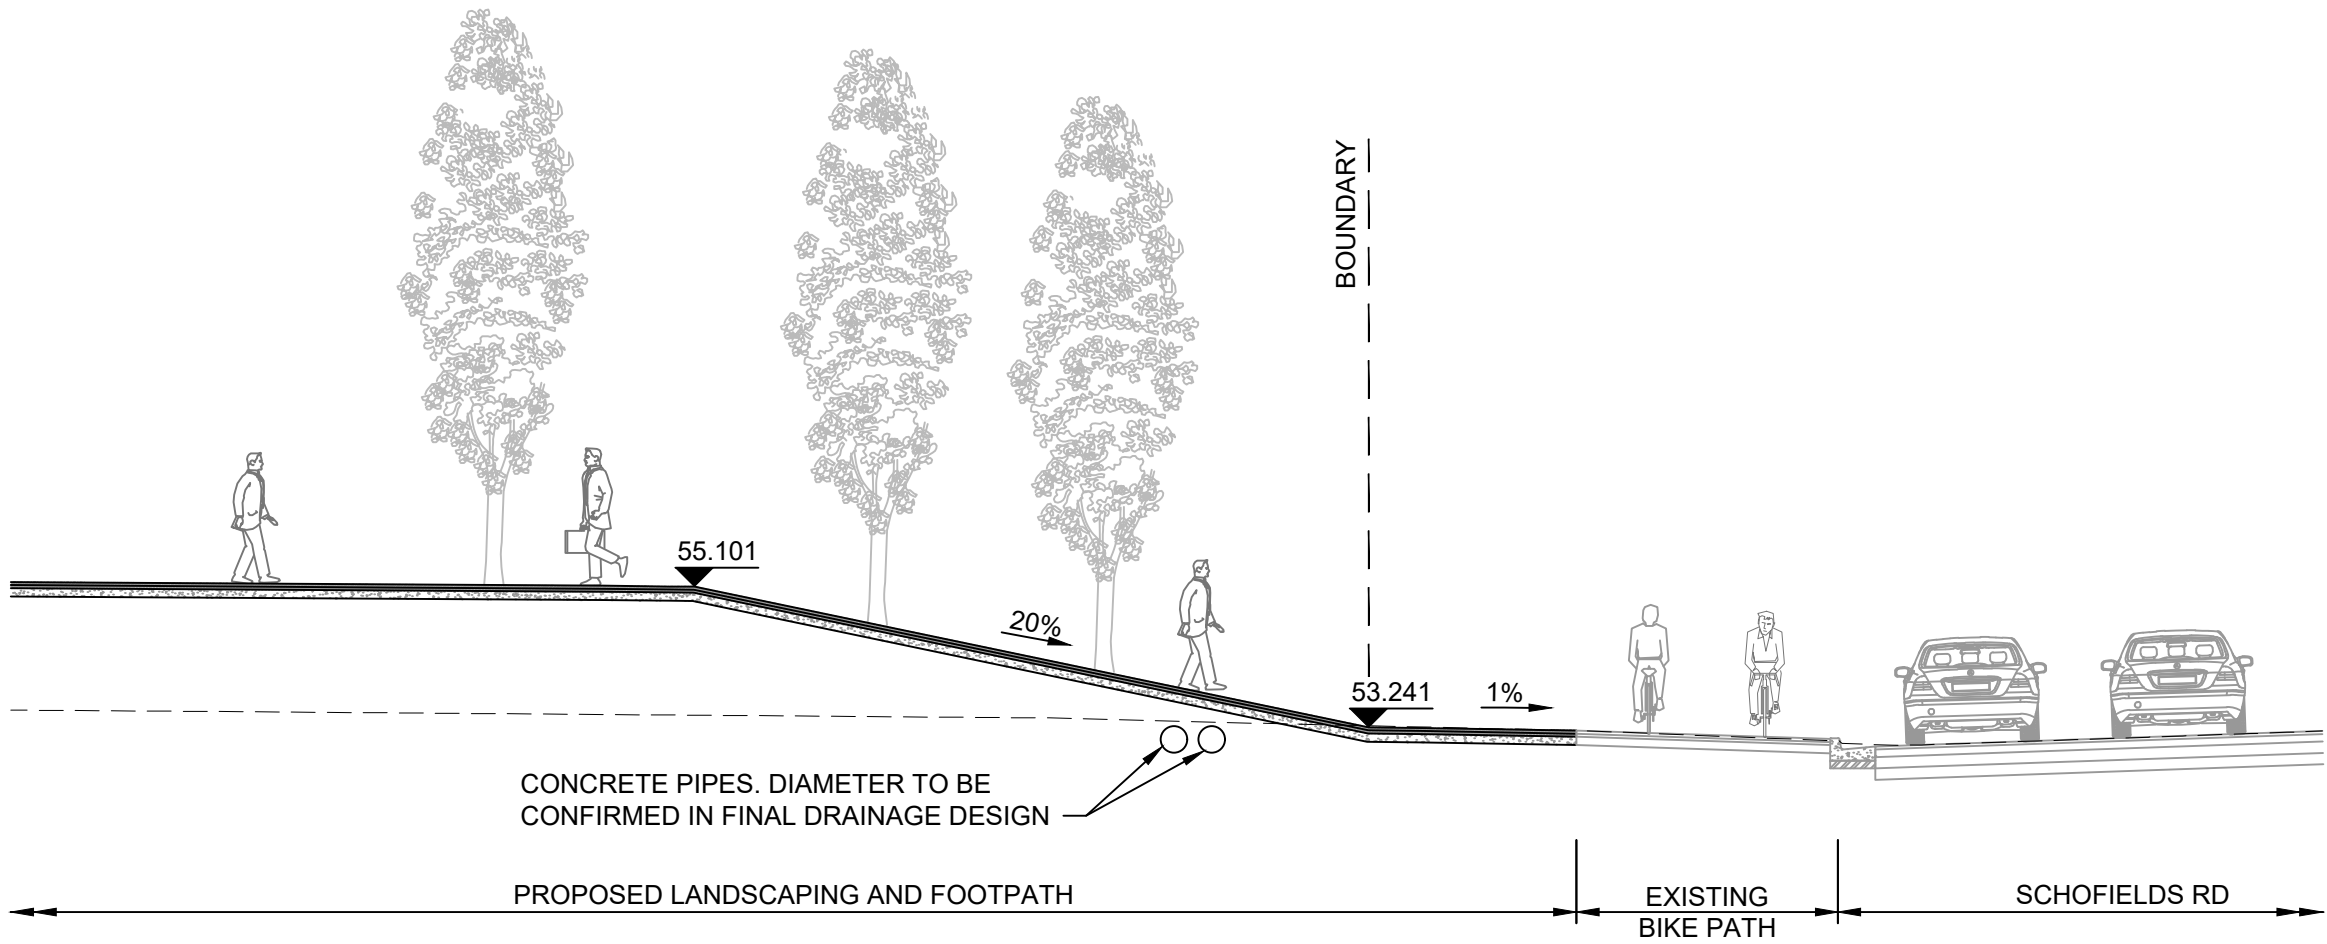 BOUNDARY
55.101
20%
53.241
1%
CONCRETE PIPES. DIAMETER TO BE
CONFIRMED IN FINAL DRAINAGE DESIGN
PROPOSED LANDSCAPING AND FOOTPATH
EXISTING
BIKE PATH
SCHOFIELDS RD